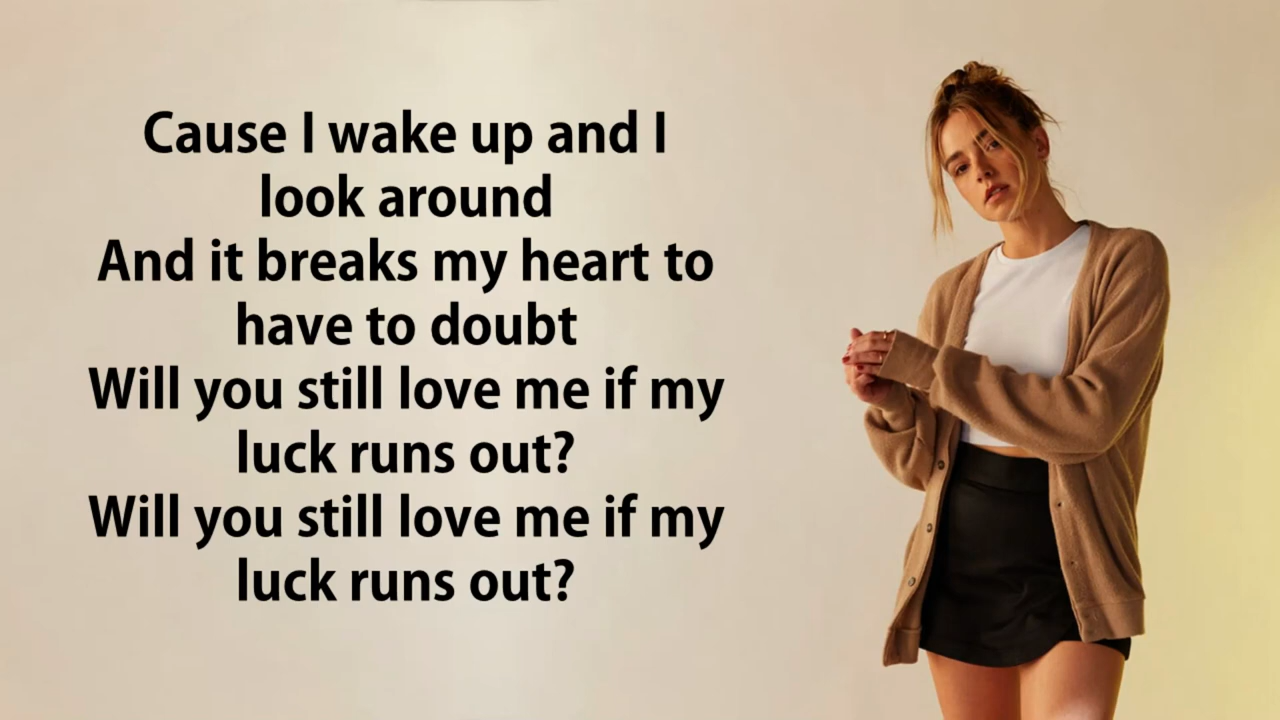 Cause I wake up and I
look around
And it breaks my heart to
have to doubt
Will you still love me if my
luck runs out?
Will you still love me if my
luck runs out?